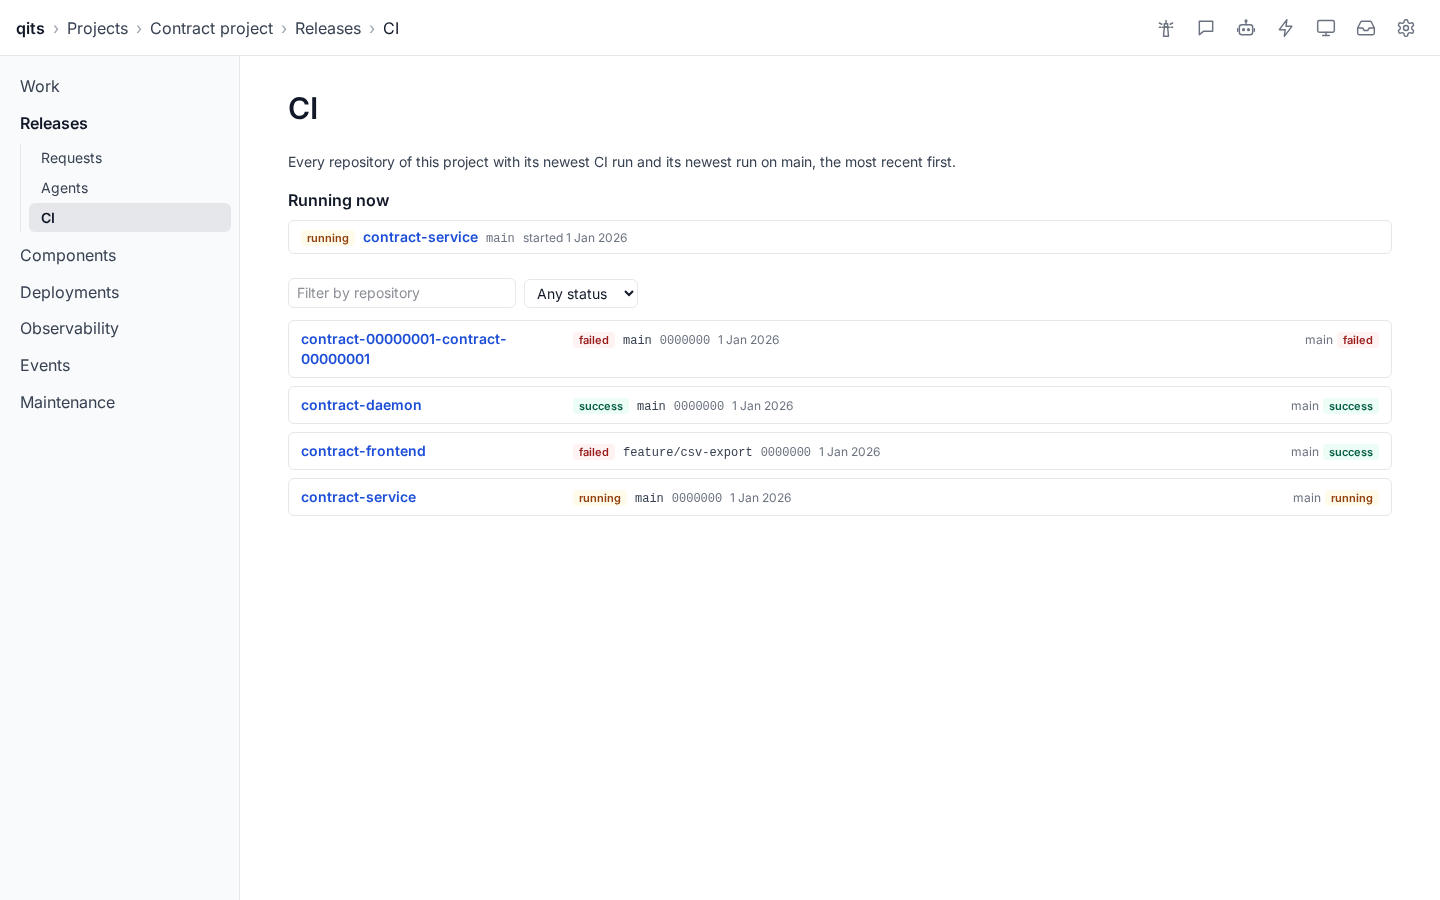 qits › Projects › Contract project › Releases › CI
Work
Releases
Requests
Agents
CI
Components
Deployments
Observability
Events
Maintenance
CI
Every repository of this project with its newest CI run and its newest run on main, the most recent first.
Running now
running contract-service main started 1 Jan 2026
Filter by repository Any status
contract-00000001-contract-00000001 failed main 0000000 1 Jan 2026 main failed
contract-daemon success main 0000000 1 Jan 2026 main success
contract-frontend failed feature/csv-export 0000000 1 Jan 2026 main success
contract-service running main 0000000 1 Jan 2026 main running